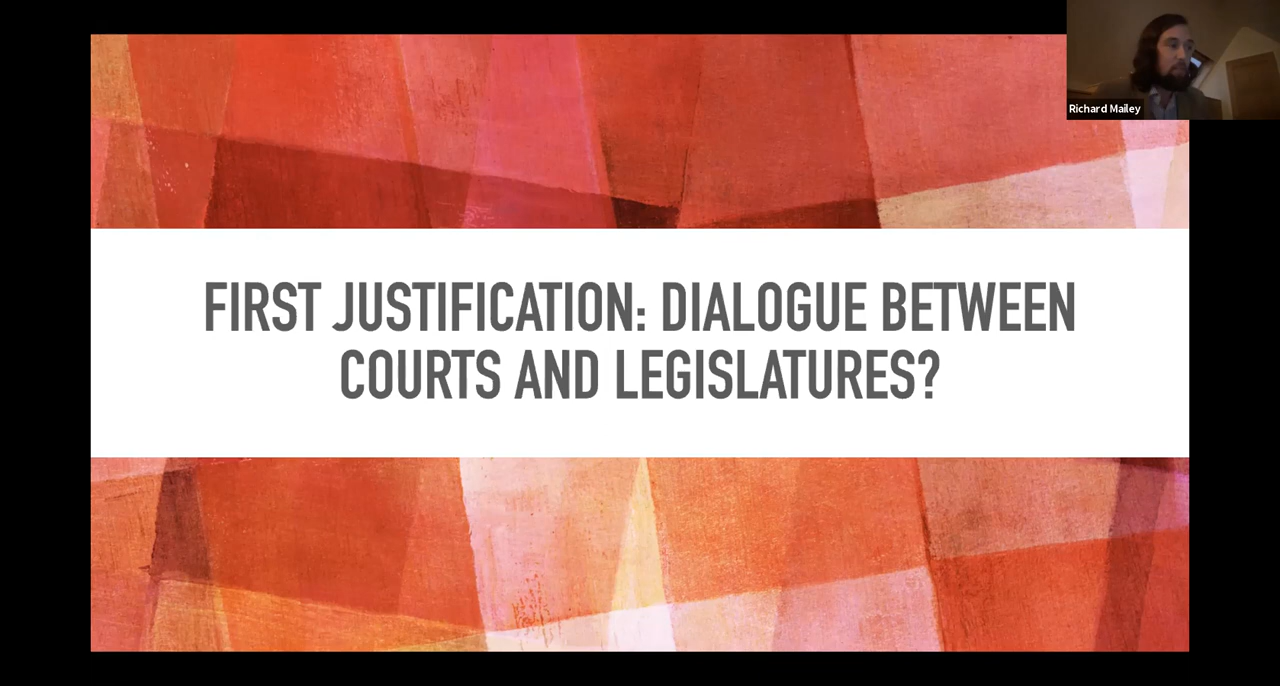 Richard Mailey
FIRST JUSTIFICATION: DIALOGUE BETWEEN
COURTS AND LEGISLATURES?